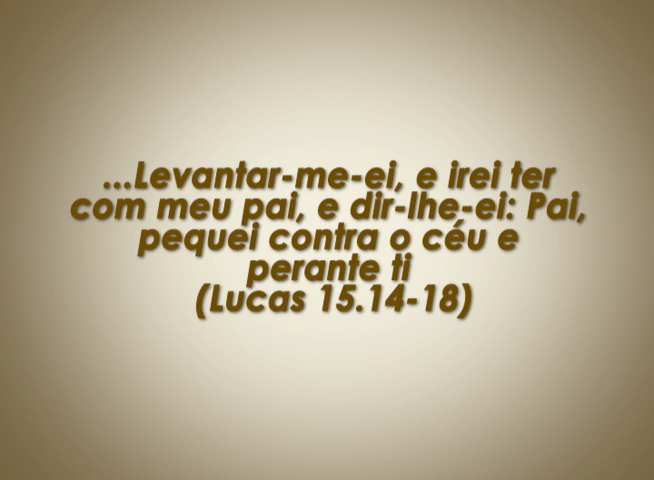 ...Levantar-me-ei, e irei ter
com meu pai, e dir-lhe-ei: Pai,
pequei contra o céu e
perante ti
(Lucas 15.14-18)